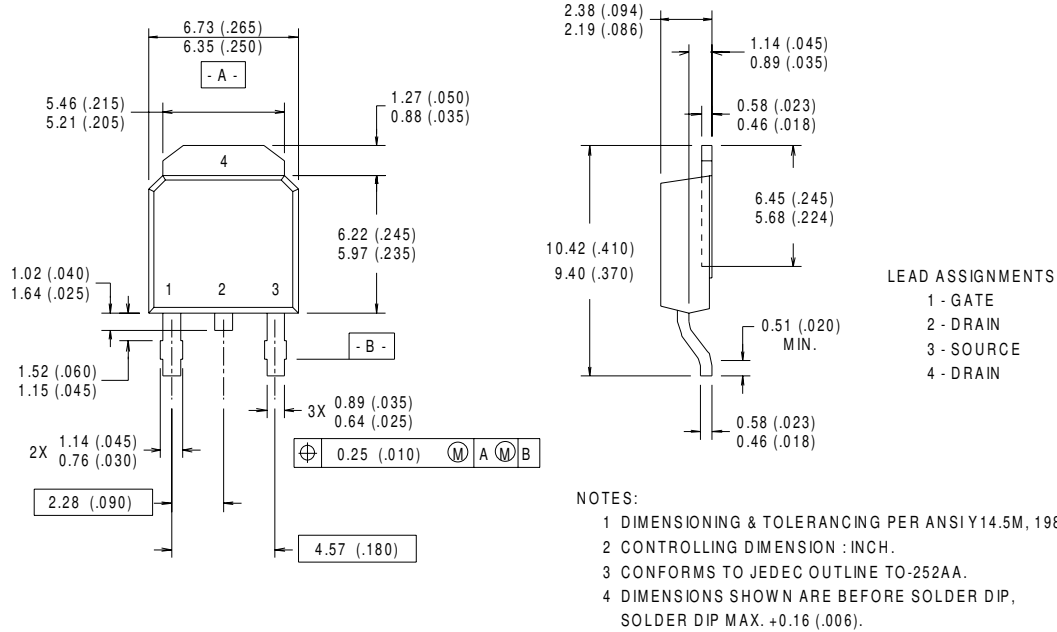 6.73 (.265)
6.35 (.250)
- A -
5.46 (.215)
5.21 (.205)
1.27 (.050)
0.88 (.035)
4
6.22 (.245)
5.97 (.235)
1.02 (.040)
1.64 (.025)
1 2 3
- B -
1.52 (.060)
1.15 (.045)
3X 0.89 (.035)
0.64 (.025)
2X 1.14 (.045)
0.76 (.030)
⌖ 0.25 (.010) Ⓜ A Ⓜ B
2.28 (.090)
4.57 (.180)
2.38 (.094)
2.19 (.086)
1.14 (.045)
0.89 (.035)
0.58 (.023)
0.46 (.018)
6.45 (.245)
5.68 (.224)
10.42 (.410)
9.40 (.370)
0.51 (.020)
MIN.
0.58 (.023)
0.46 (.018)
LEAD ASSIGNMENTS
1 - GATE
2 - DRAIN
3 - SOURCE
4 - DRAIN
NOTES:
1 DIMENSIONING & TOLERANCING PER ANSI Y14.5M, 198
2 CONTROLLING DIMENSION : INCH.
3 CONFORMS TO JEDEC OUTLINE TO-252AA.
4 DIMENSIONS SHOWN ARE BEFORE SOLDER DIP,
SOLDER DIP MAX. +0.16 (.006).